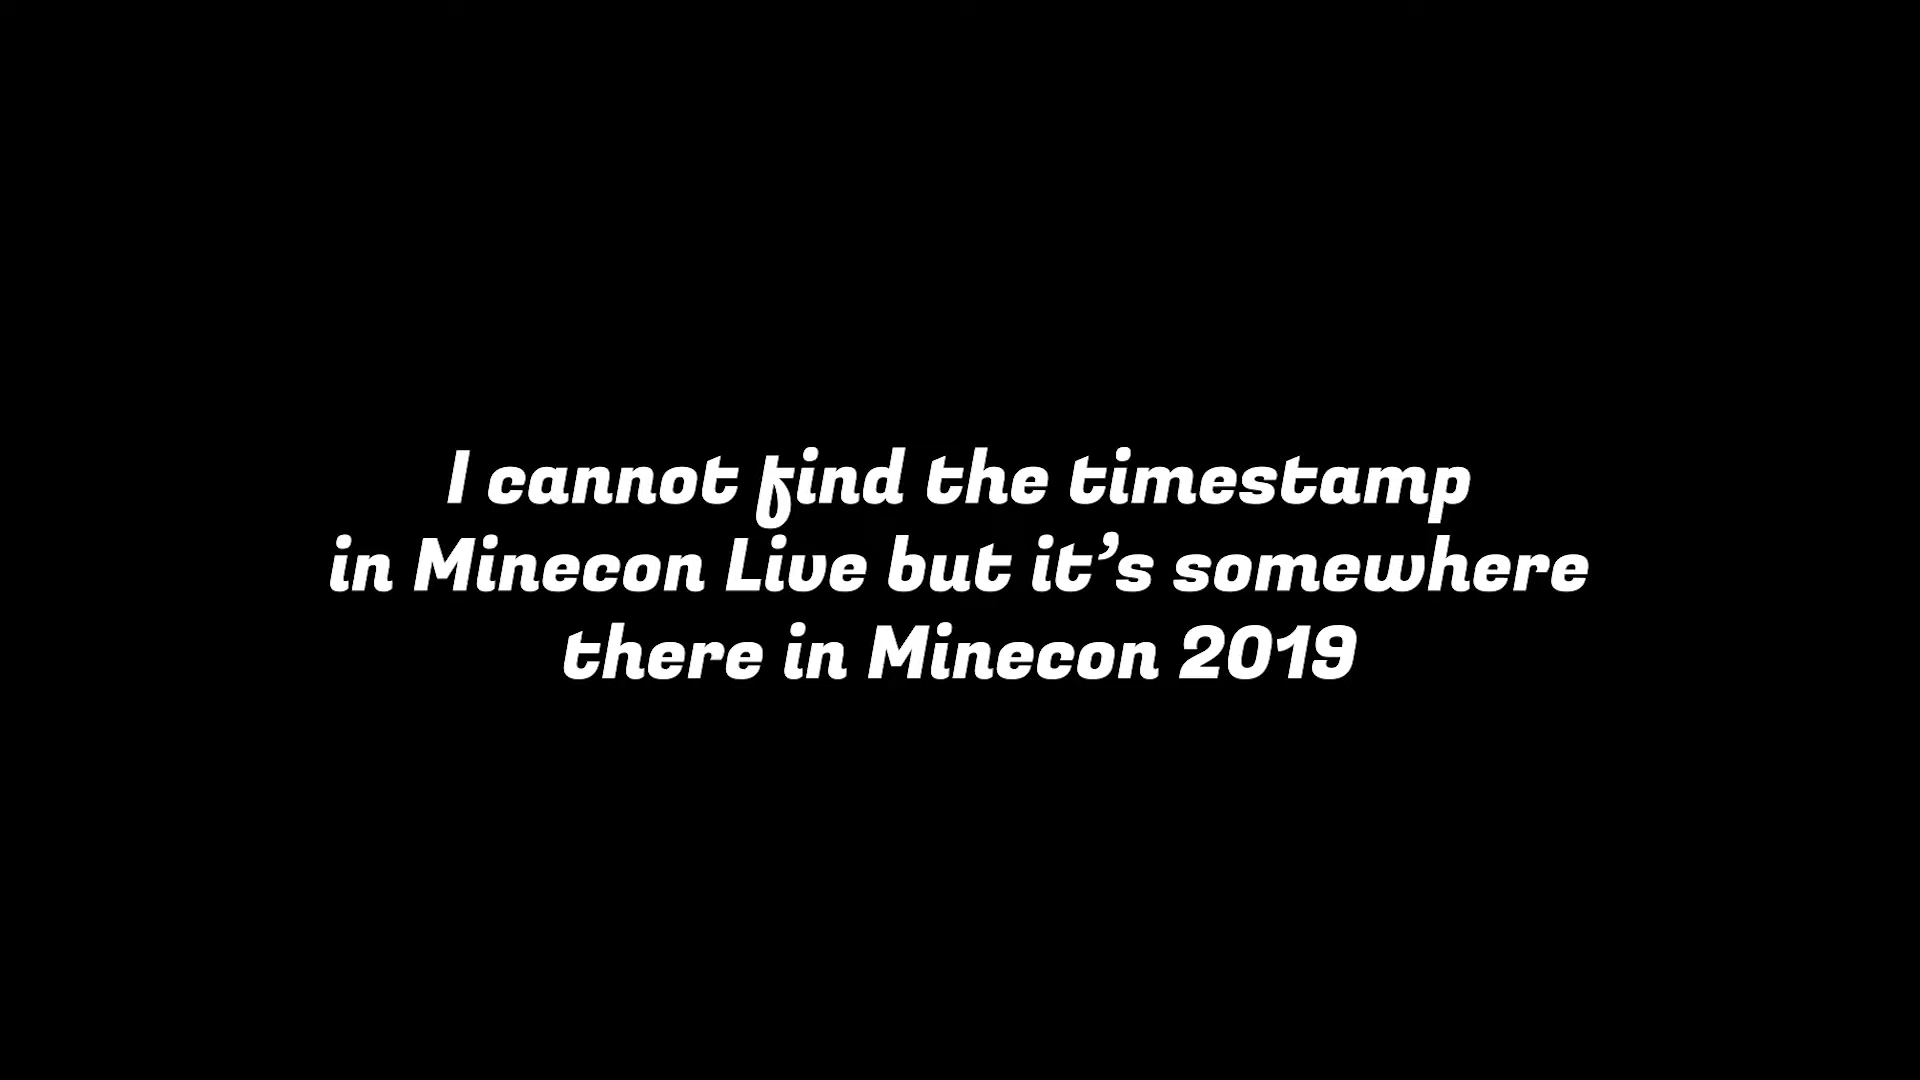 I cannot find the timestamp
in Minecon Live but it’s somewhere
there in Minecon 2019